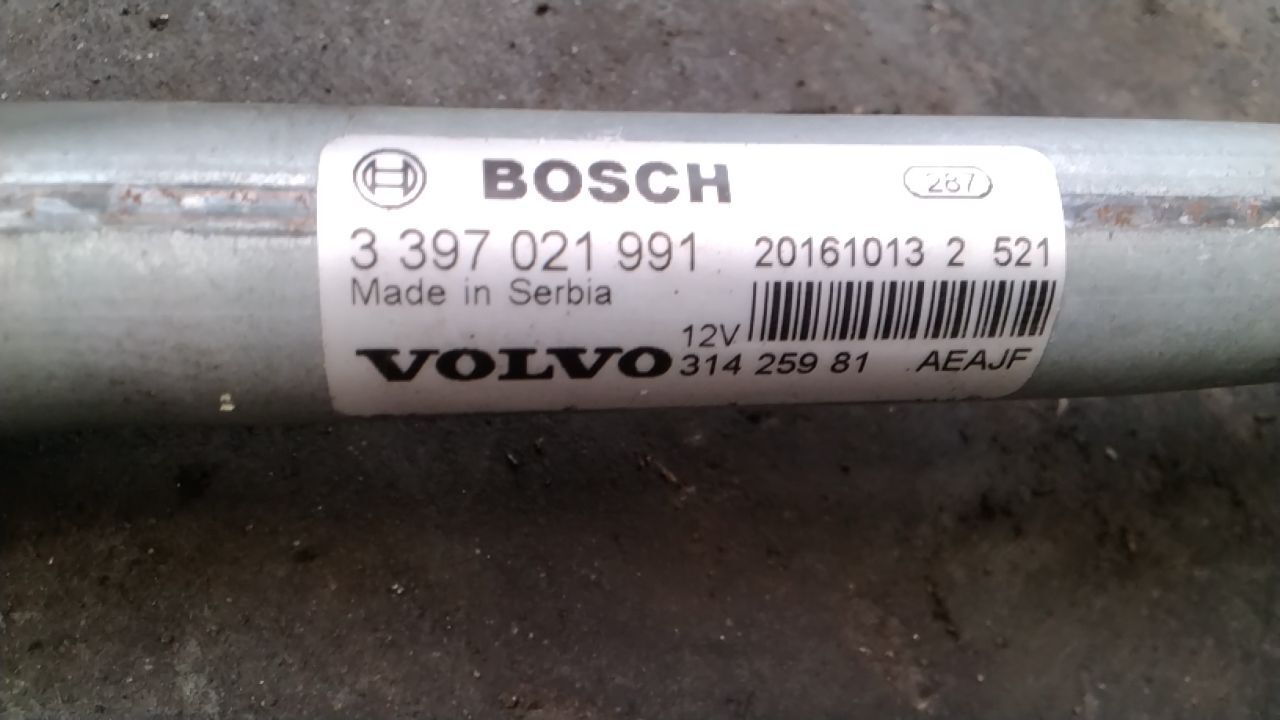 BOSCH 287
3 397 021 991 20161013 2 521
Made in Serbia
12V
VOLVO 314 259 81 AEAJF